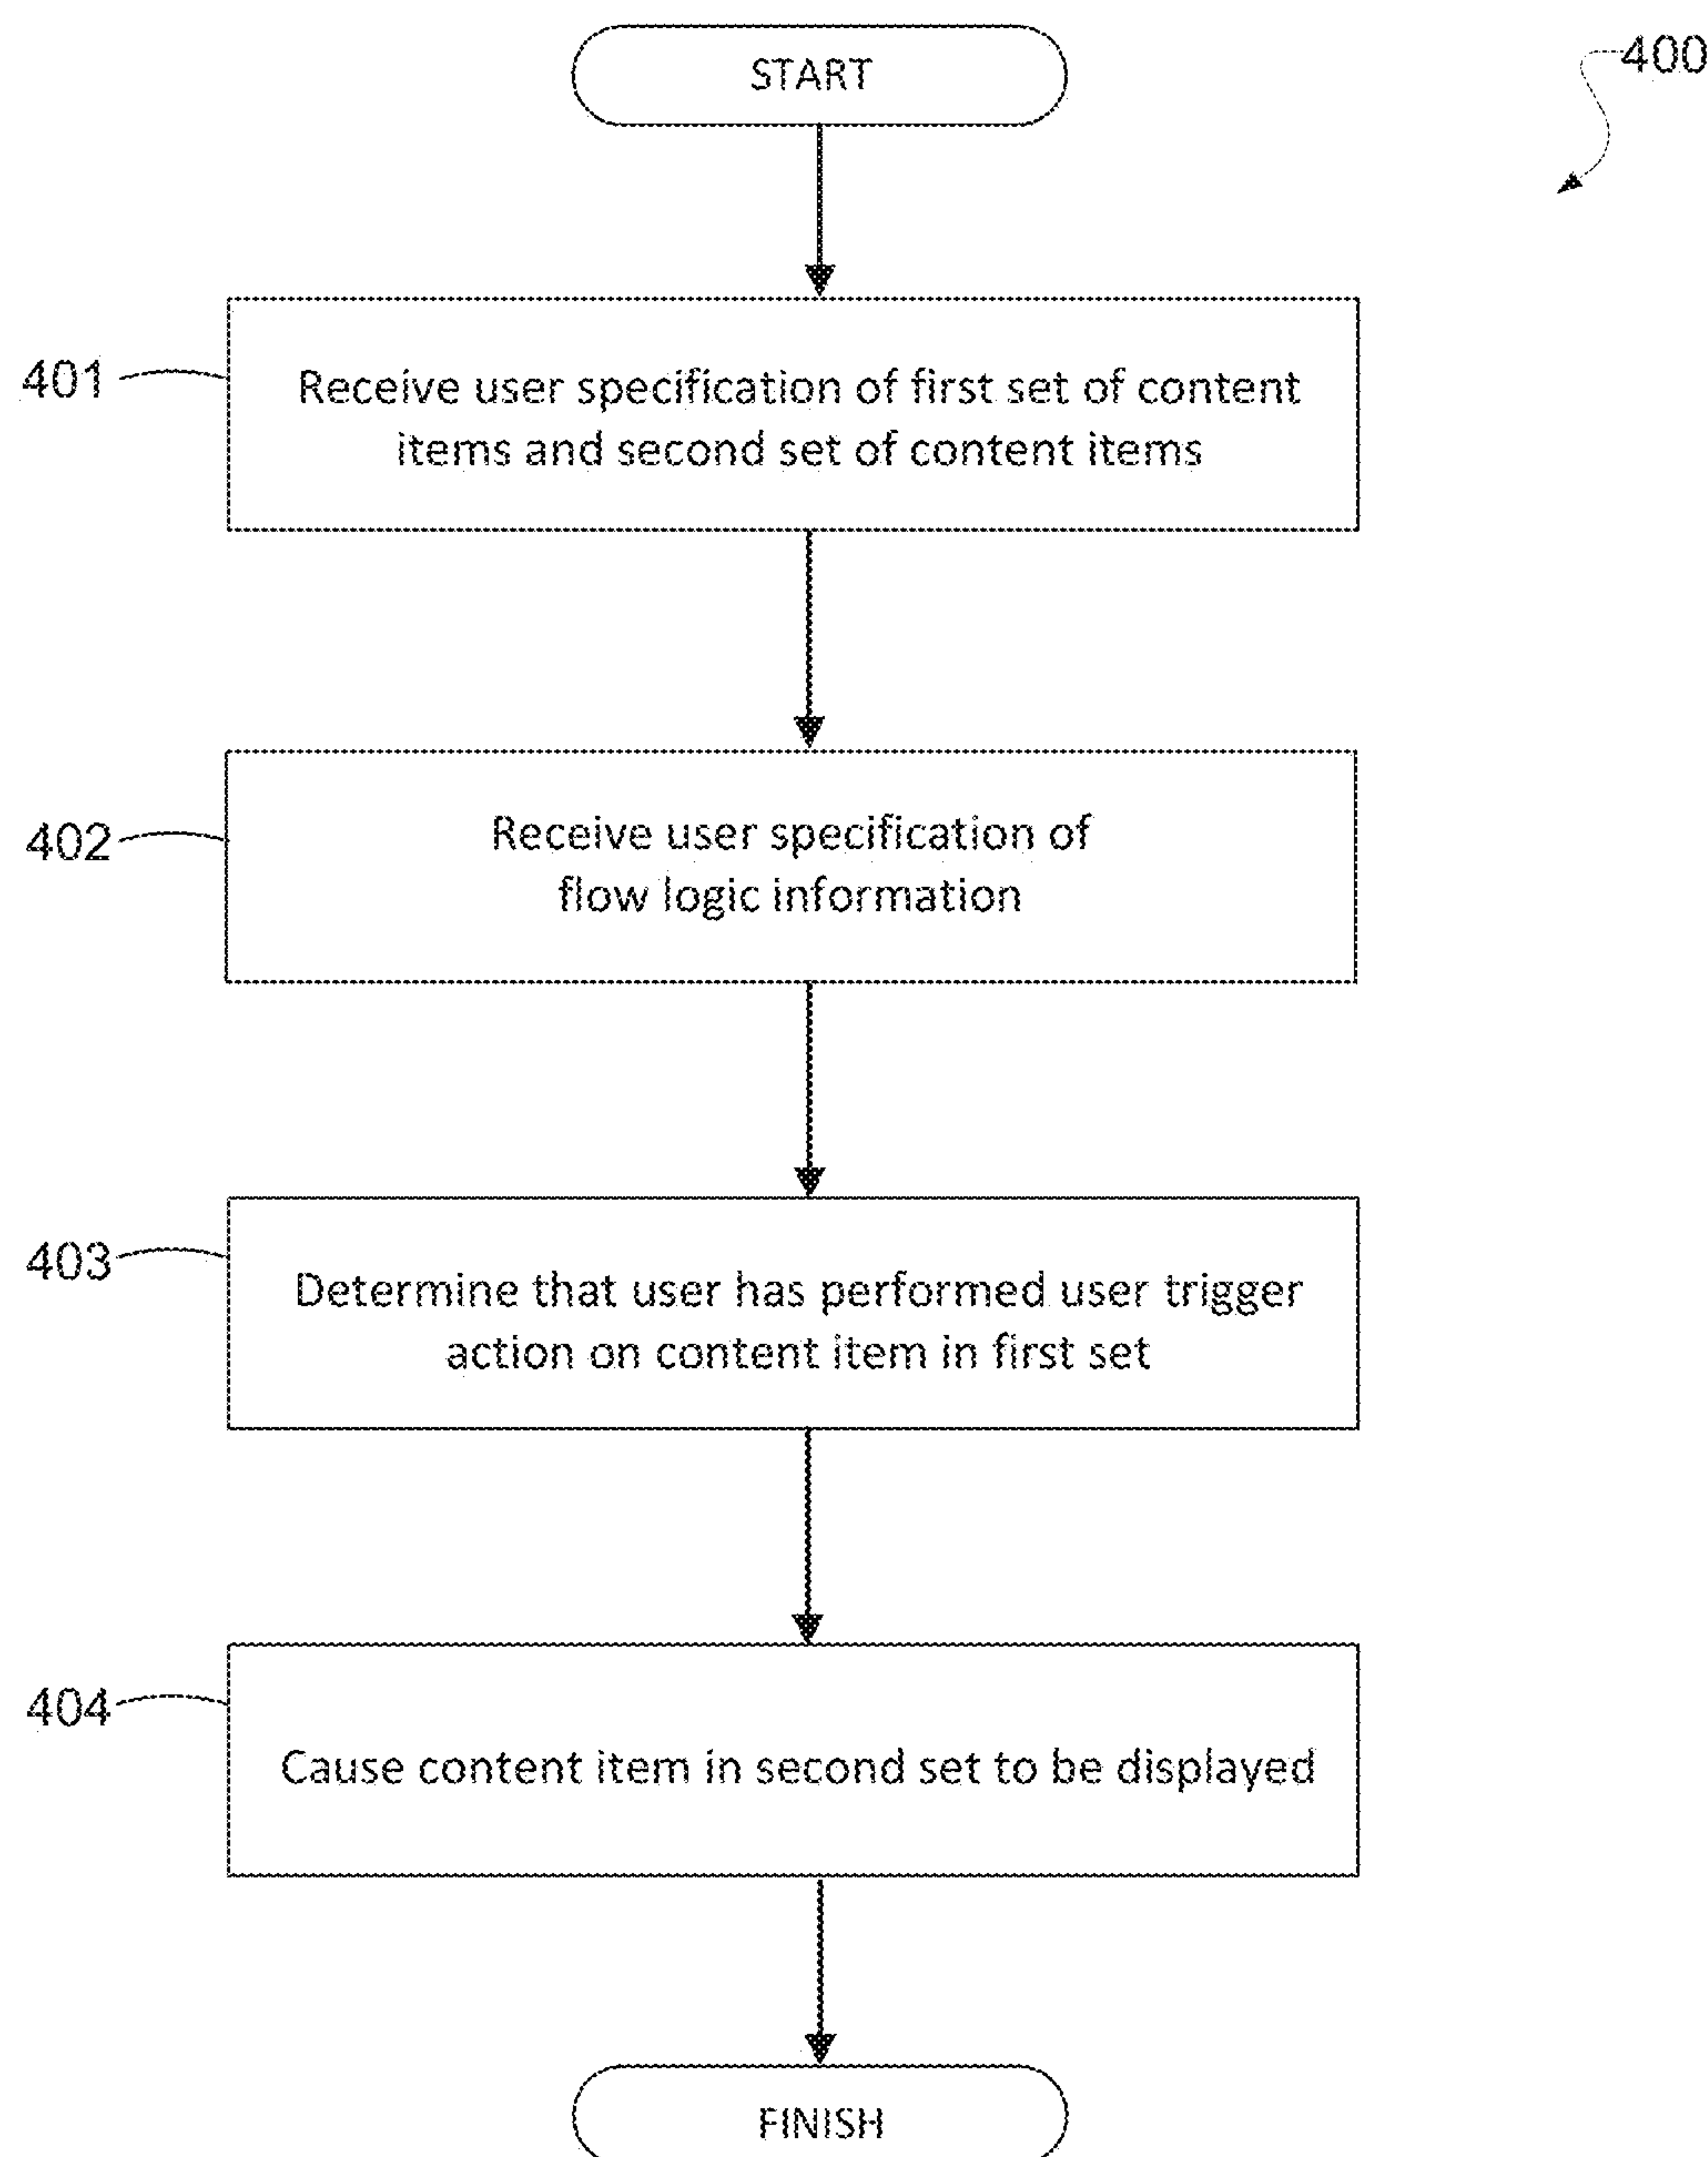 START
400
401
Receive user specification of first set of content
items and second set of content items
402
Receive user specification of
flow logic information
403
Determine that user has performed user trigger
action on content item in first set
404
Cause content item in second set to be displayed
FINISH